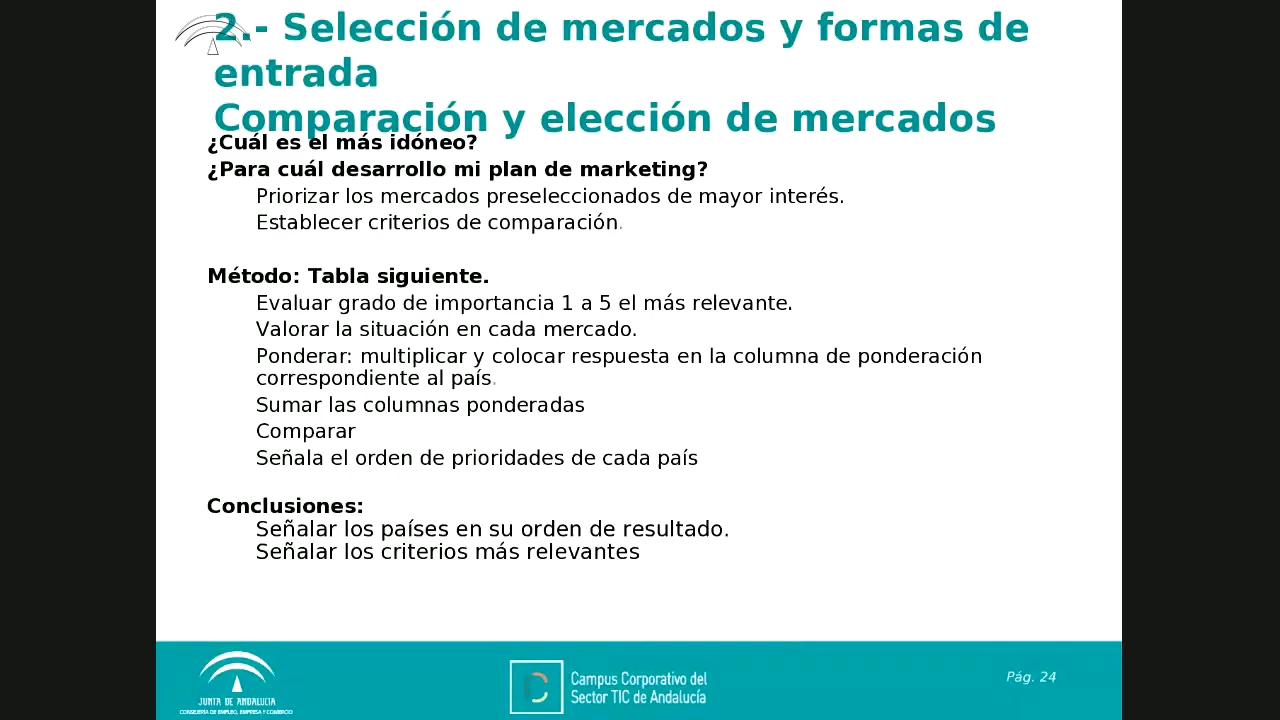 2.- Selección de mercados y formas de
entrada
Comparación y elección de mercados
¿Cuál es el más idóneo?
¿Para cuál desarrollo mi plan de marketing?
Priorizar los mercados preseleccionados de mayor interés.
Establecer criterios de comparación.
Método: Tabla siguiente.
Evaluar grado de importancia 1 a 5 el más relevante.
Valorar la situación en cada mercado.
Ponderar: multiplicar y colocar respuesta en la columna de ponderación
correspondiente al país.
Sumar las columnas ponderadas
Comparar
Señala el orden de prioridades de cada país
Conclusiones:
Señalar los países en su orden de resultado.
Señalar los criterios más relevantes
JUNTA DE ANDALUCIA
CONSEJERÍA DE EMPLEO, EMPRESA Y COMERCIO
Campus Corporativo del
Sector TIC de Andalucía
Pág. 24